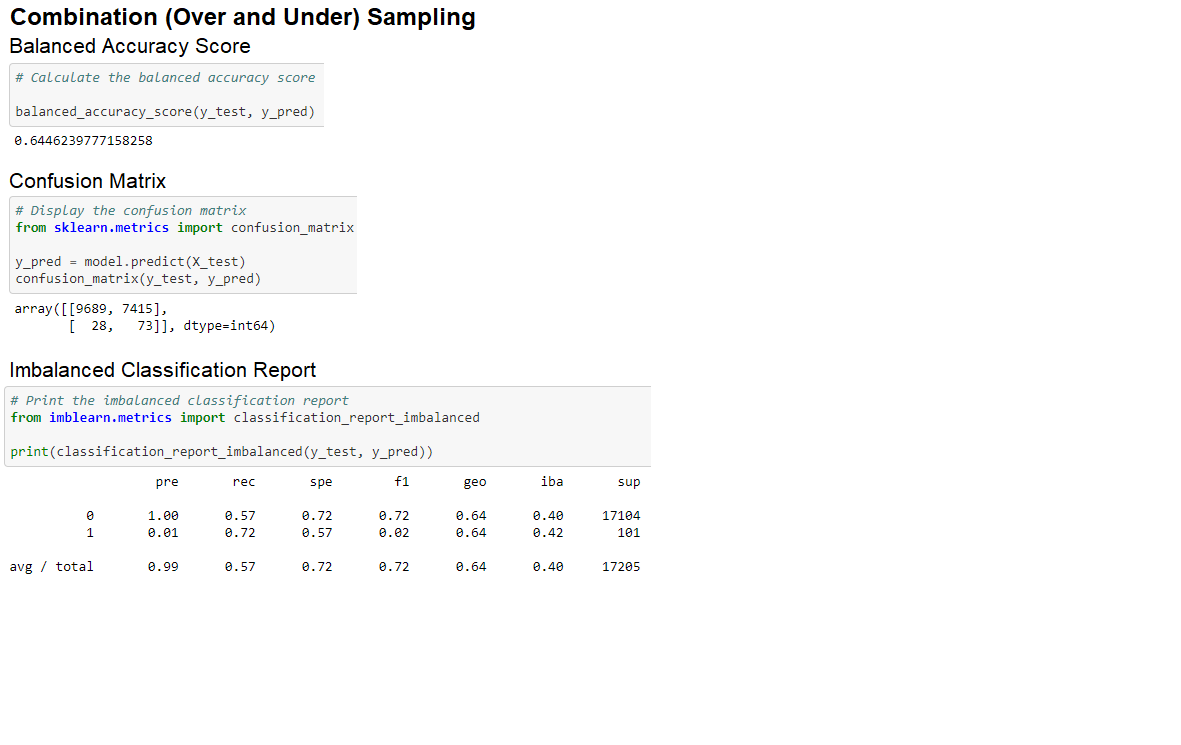 Combination (Over and Under) Sampling
Balanced Accuracy Score
# Calculate the balanced accuracy score
balanced_accuracy_score(y_test, y_pred)
0.6446239777158258
Confusion Matrix
# Display the confusion matrix
from sklearn.metrics import confusion_matrix
y_pred = model.predict(X_test)
confusion_matrix(y_test, y_pred)
array([[9689, 7415],
[  28,   73]], dtype=int64)
Imbalanced Classification Report
# Print the imbalanced classification report
from imblearn.metrics import classification_report_imbalanced
print(classification_report_imbalanced(y_test, y_pred))
pre rec spe f1 geo iba sup
0 1.00 0.57 0.72 0.72 0.64 0.40 17104
1 0.01 0.72 0.57 0.02 0.64 0.42 101
avg / total 0.99 0.57 0.72 0.72 0.64 0.40 17205